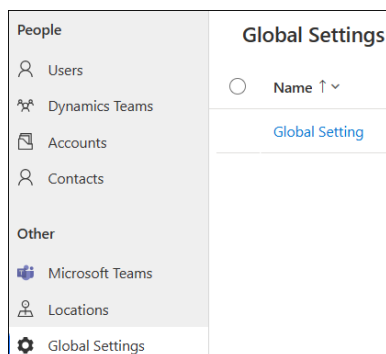 People
Users
Dynamics Teams
Accounts
Contacts
Other
Microsoft Teams
Locations
Global Settings
Global Settings
Name
Global Setting